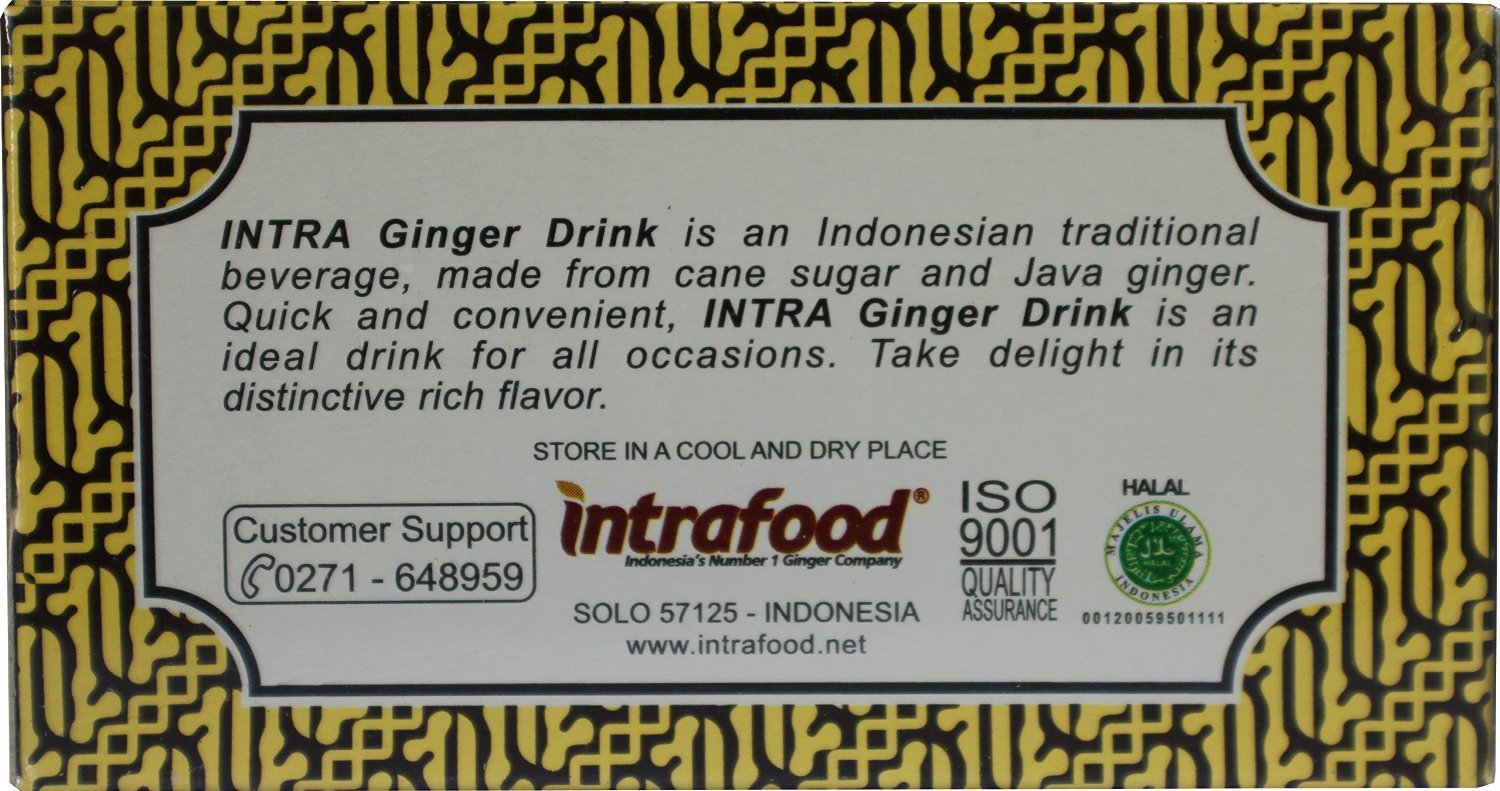 INTRA Ginger Drink is an Indonesian traditional
beverage, made from cane sugar and Java ginger.
Quick and convenient, INTRA Ginger Drink is an
ideal drink for all occasions. Take delight in its
distinctive rich flavor.
STORE IN A COOL AND DRY PLACE
Customer Support
0271 - 648959
intrafood®
Indonesia's Number 1 Ginger Company
SOLO 57125 - INDONESIA
www.intrafood.net
ISO
9001
QUALITY
ASSURANCE
HALAL
MAJELIS ULAMA
HALAL
INDONESIA
00120059501111